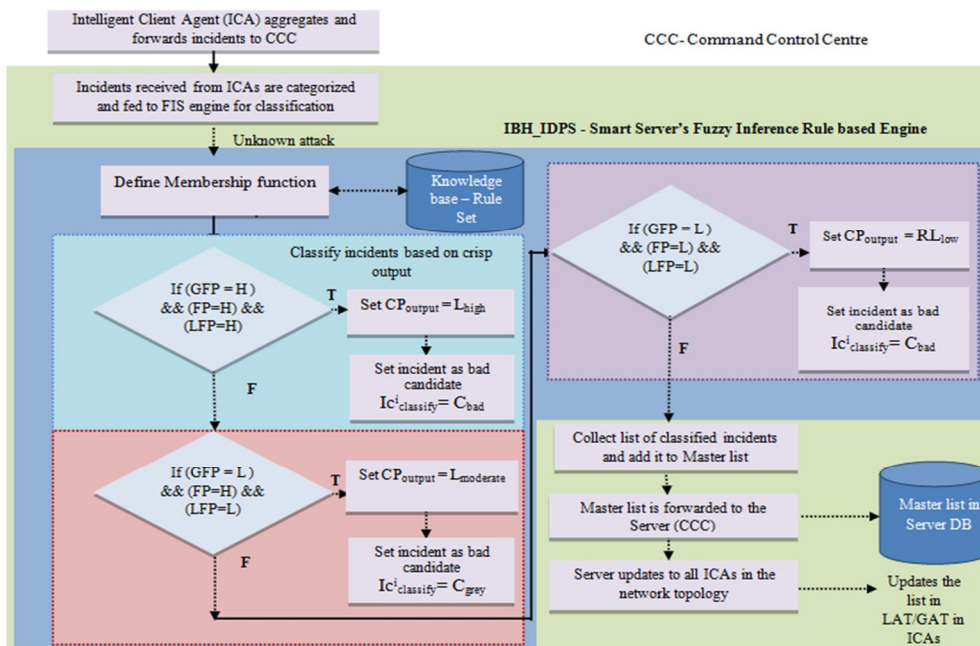 Intelligent Client Agent (ICA) aggregates and
forwards incidents to CCC
CCC- Command Control Centre
Incidents received from ICAs are categorized
and fed to FIS engine for classification
IBH_IDPS - Smart Server's Fuzzy Inference Rule based Engine
Unknown attack
Define Membership function
Knowledge
base – Rule
Set
Classify incidents based on crisp
output
If (GFP = H )
&& (FP=H) &&
(LFP=H)
T
Set CPoutput = Lhigh
Set incident as bad
candidate
Iciclassify= Cbad
F
If (GFP = L )
&& (FP=H) &&
(LFP=L)
T
Set CPoutput = Lmoderate
Set incident as bad
candidate
Iciclassify= Cgrey
F
If (GFP = L )
&& (FP=L) &&
(LFP=L)
T
Set CPoutput = RLlow
Set incident as bad
candidate
Iciclassify= Cbad
F
Collect list of classified incidents
and add it to Master list
Master list is forwarded to the
Server (CCC)
Master list in
Server DB
Server updates to all ICAs in the
network topology
Updates the
list in
LAT/GAT in
ICAs